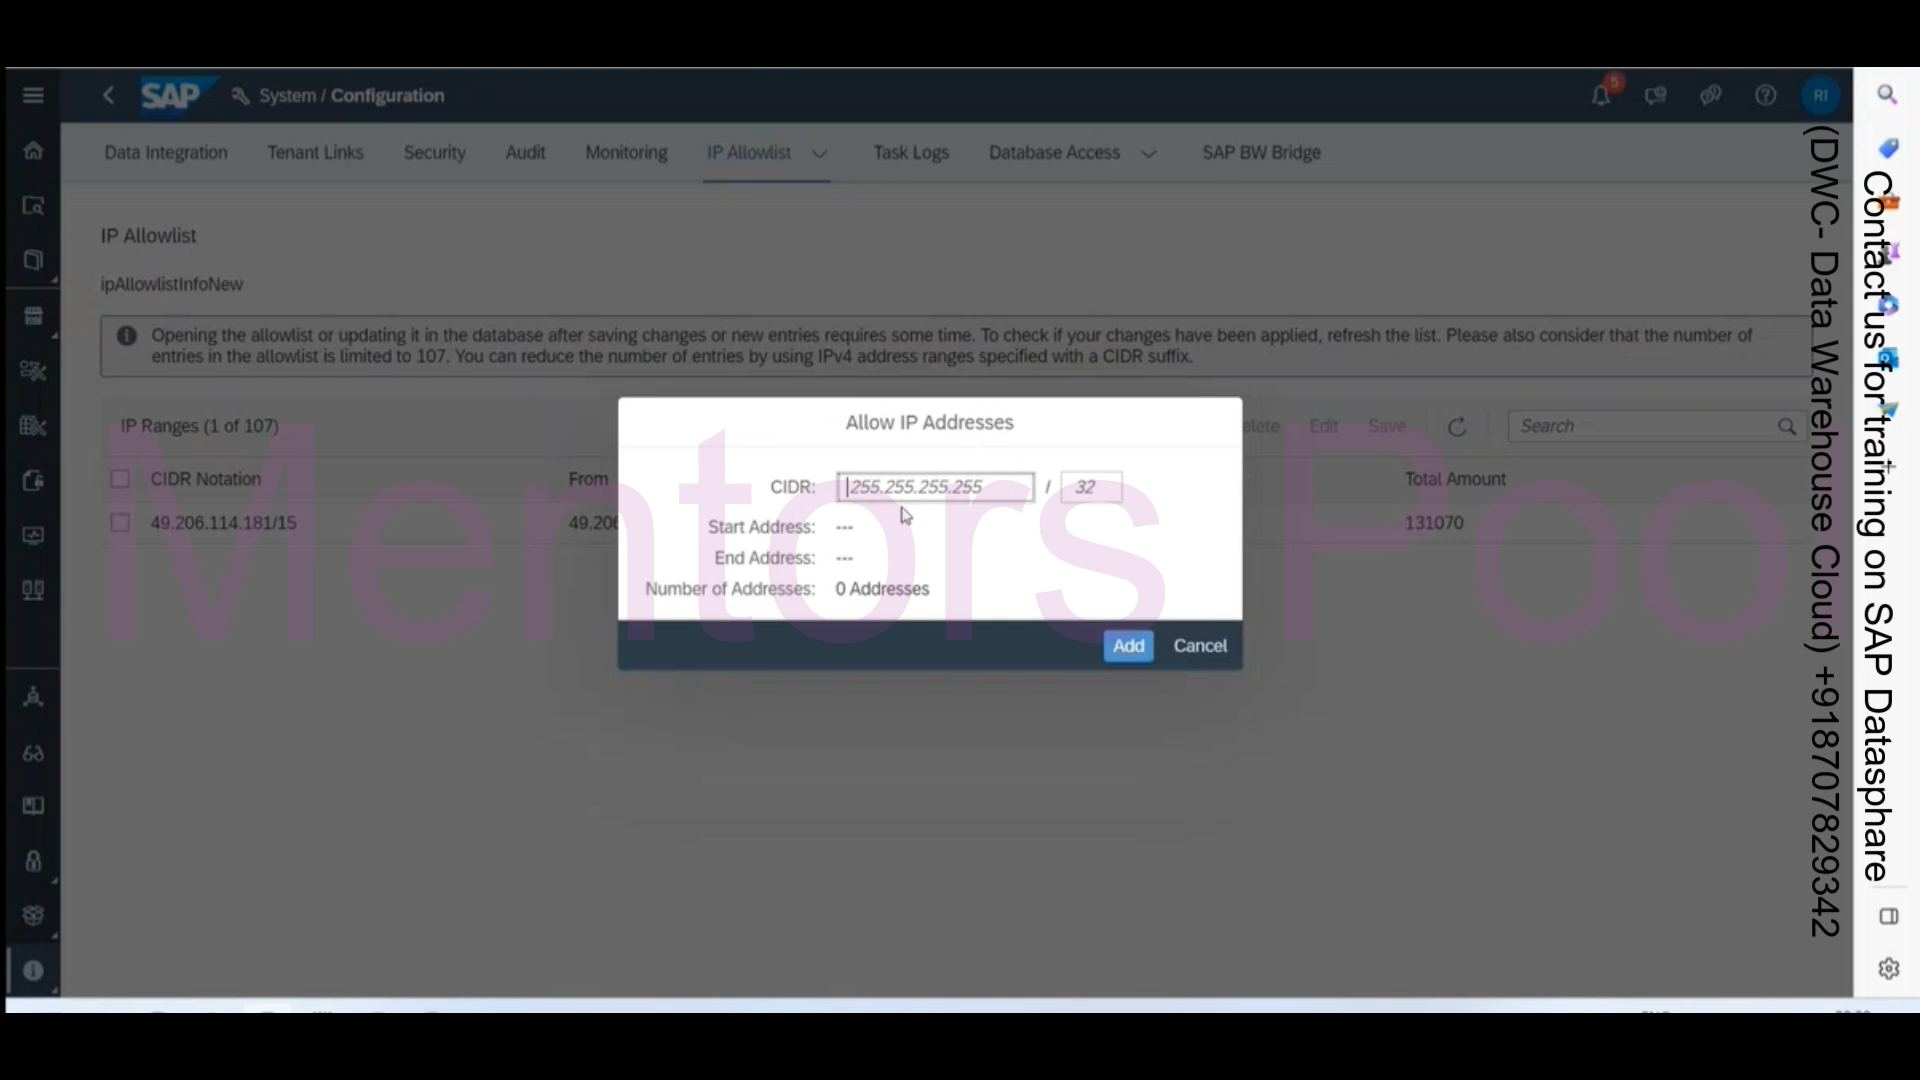 SAP System / Configuration
5
RI
Data Integration Tenant Links Security Audit Monitoring IP Allowlist Task Logs Database Access SAP BW Bridge
IP Allowlist
ipAllowlistInfoNew
Opening the allowlist or updating it in the database after saving changes or new entries requires some time. To check if your changes have been applied, refresh the list. Please also consider that the number of
entries in the allowlist is limited to 107. You can reduce the number of entries by using IPv4 address ranges specified with a CIDR suffix.
IP Ranges (1 of 107)
Edit Save Search
CIDR Notation From Total Amount
49.206.114.181/15 131070
Allow IP Addresses
CIDR: 255.255.255.255 / 32
Start Address: ---
End Address: ---
Number of Addresses: 0 Addresses
Add Cancel
Mentors Pool
Contact us for training on SAP Datasphare
(DWC- Data Warehouse Cloud) +918707829342